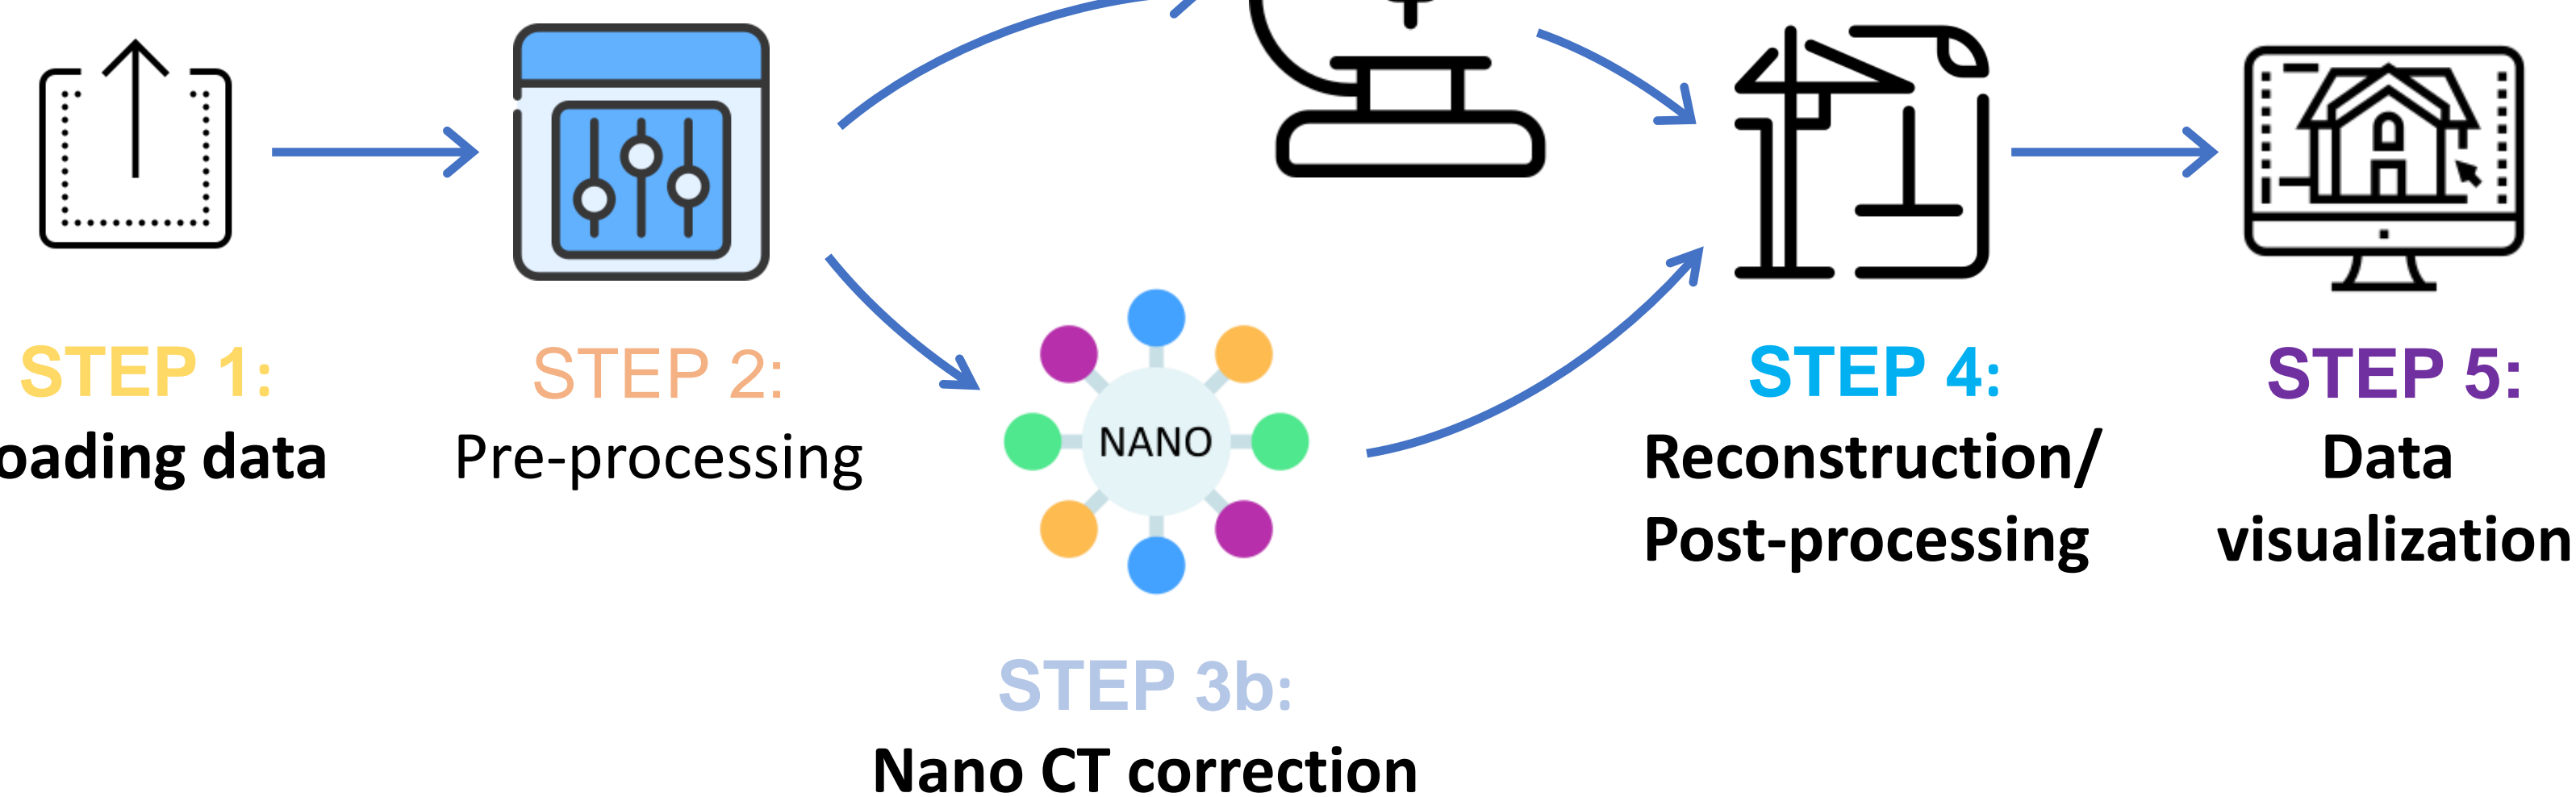 STEP 1:
oading data
STEP 2:
Pre-processing
NANO
STEP 3b:
Nano CT correction
STEP 4:
Reconstruction/
Post-processing
STEP 5:
Data
visualization